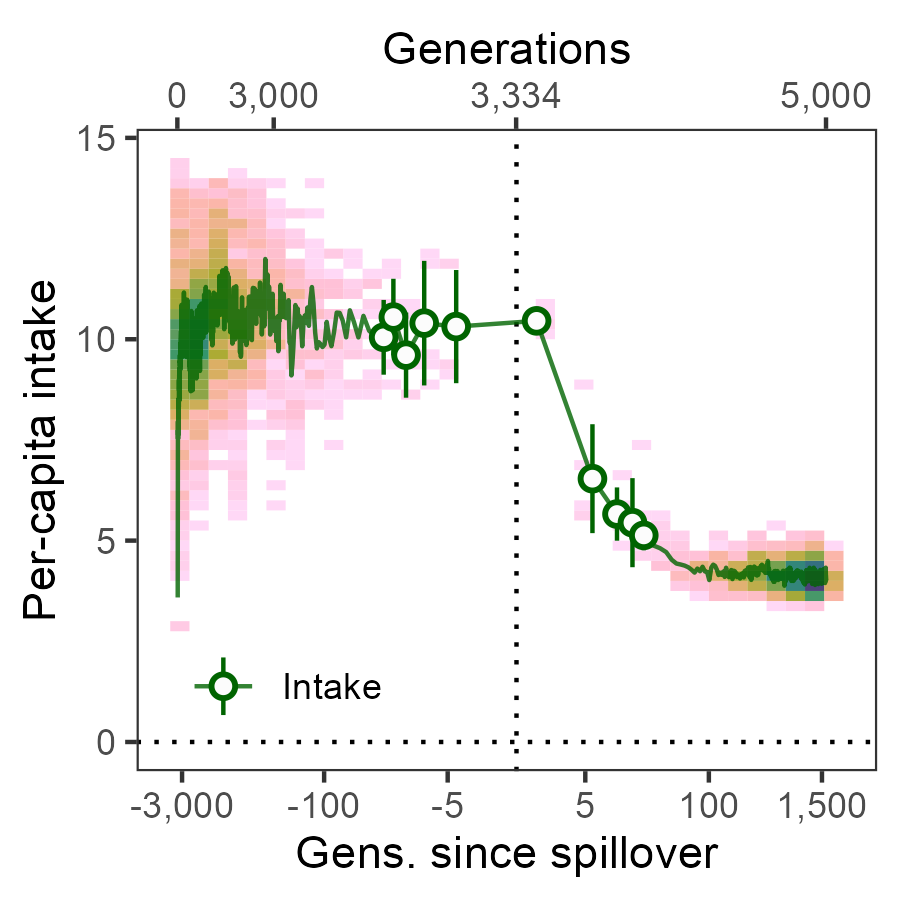 Generations
0 3,000 3,334 5,000
15
10
5
0
Per-capita intake
Intake
-3,000 -100 -5 5 100 1,500
Gens. since spillover